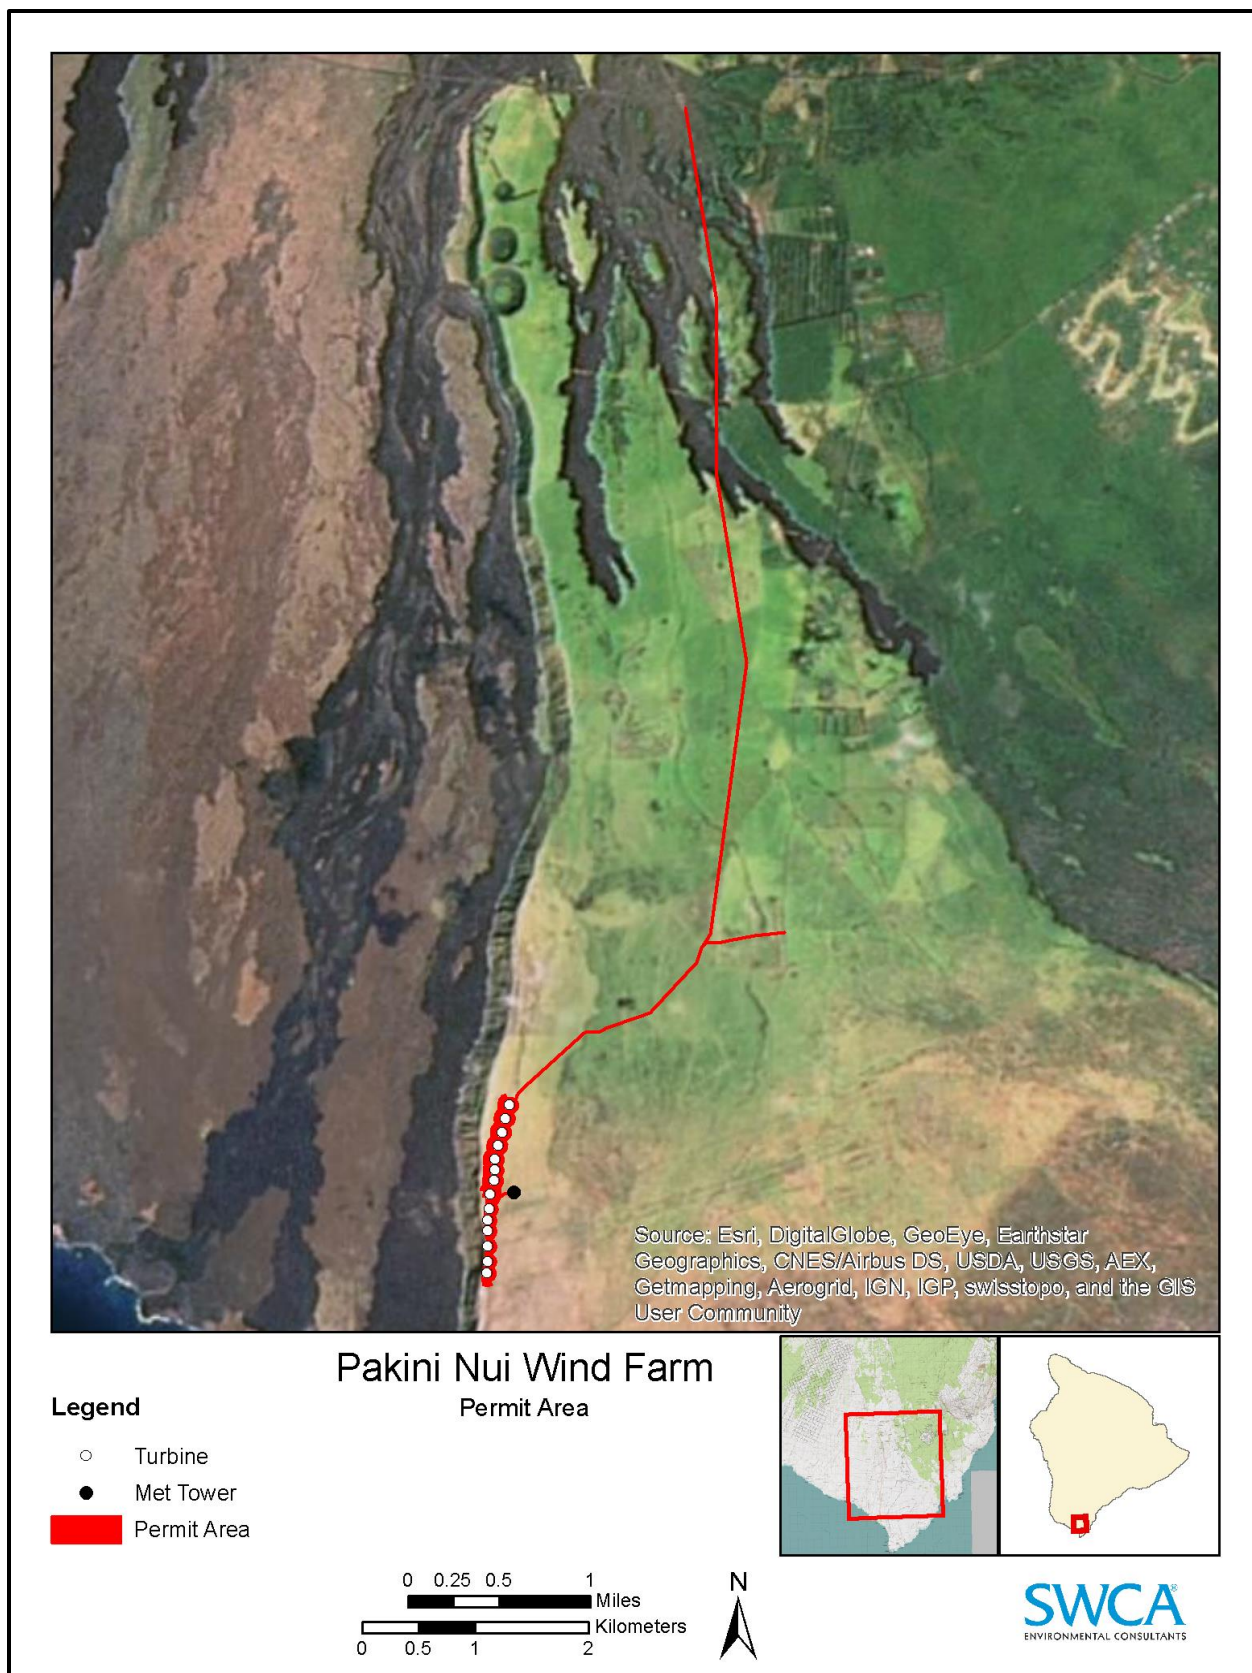 Source: Esri, DigitalGlobe, GeoEye, Earthstar
Geographics, CNES/Airbus DS, USDA, USGS, AEX,
Getmapping, Aerogrid, IGN, IGP, swisstopo, and the GIS
User Community
Pakini Nui Wind Farm
Permit Area
Legend
Turbine
Met Tower
Permit Area
0 0.25 0.5 1
Miles
Kilometers
0 0.5 1 2
N
SWCA®
ENVIRONMENTAL CONSULTANTS